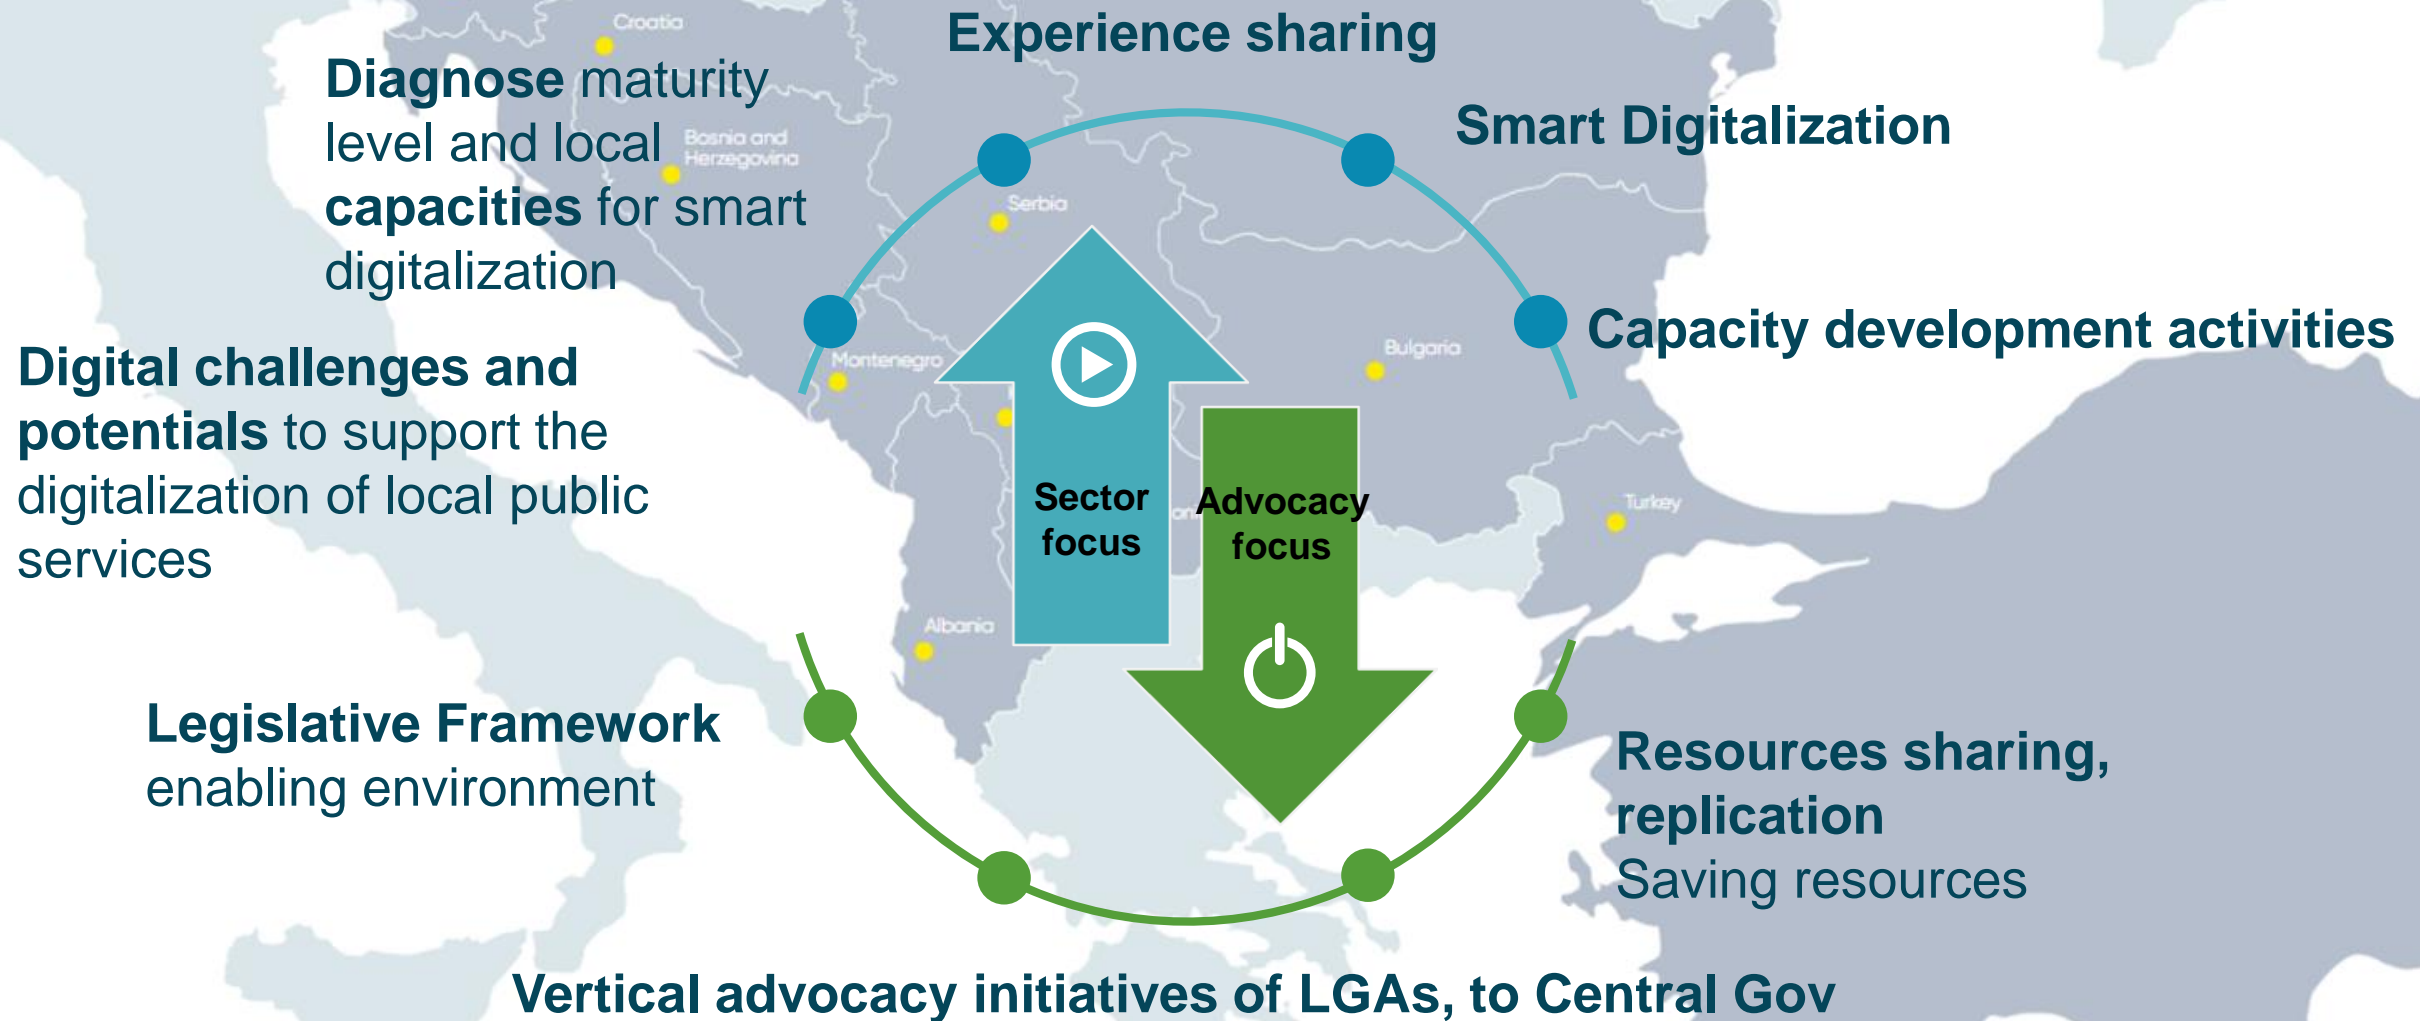 Croatia
Experience sharing
Diagnose maturity
level and local
capacities for smart
digitalization
Smart Digitalization
Bosnia and
Herzegovina
Serbia
Capacity development activities
Digital challenges and
potentials to support the
digitalization of local public
services
Montenegro
Bulgaria
Sector
focus
Advocacy
focus
Turkey
Albania
Legislative Framework
enabling environment
Resources sharing,
replication
Saving resources
Vertical advocacy initiatives of LGAs, to Central Gov